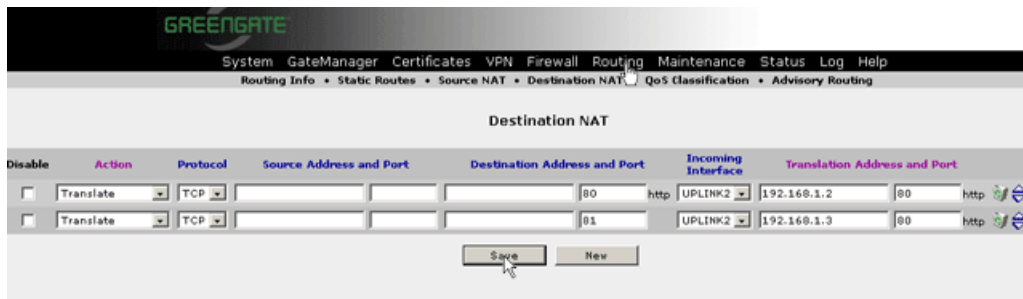 GREENGATE
System GateManager Certificates VPN Firewall Routing Maintenance Status Log Help
Routing Info • Static Routes • Source NAT • Destination NAT • QoS Classification • Advisory Routing
Destination NAT
Disable Action Protocol Source Address and Port Destination Address and Port Incoming Interface Translation Address and Port
Translate TCP 80 http UPLINK2 192.168.1.2 80 http
Translate TCP 81 UPLINK2 192.168.1.3 80 http
Save New